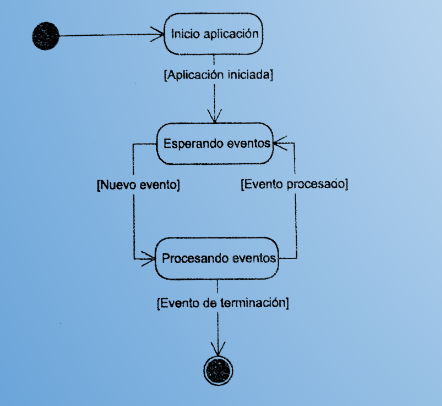 Inicio aplicación
[Aplicación iniciada]
Esperando eventos
[Nuevo evento]
[Evento procesado]
Procesando eventos
[Evento de terminación]